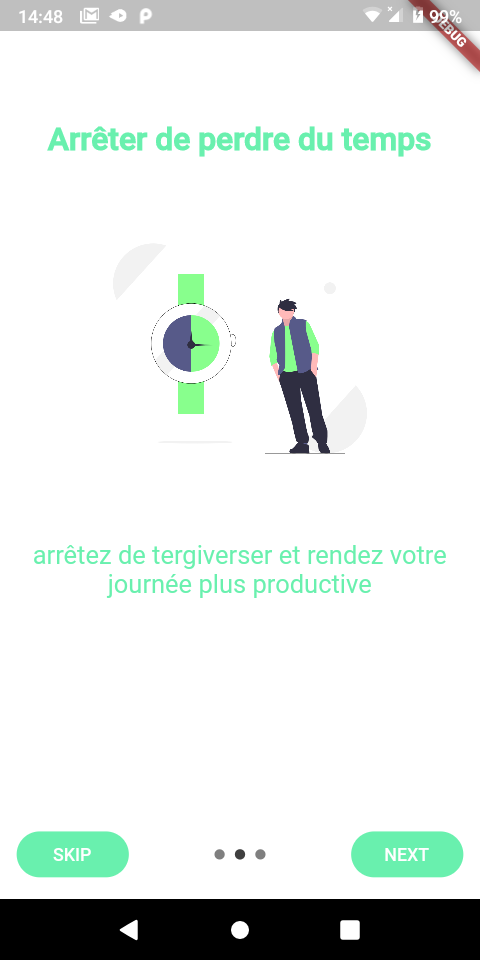 14:48
99%
DEBUG
Arrêter de perdre du temps
arrêtez de tergiverser et rendez votre
journée plus productive
SKIP
NEXT